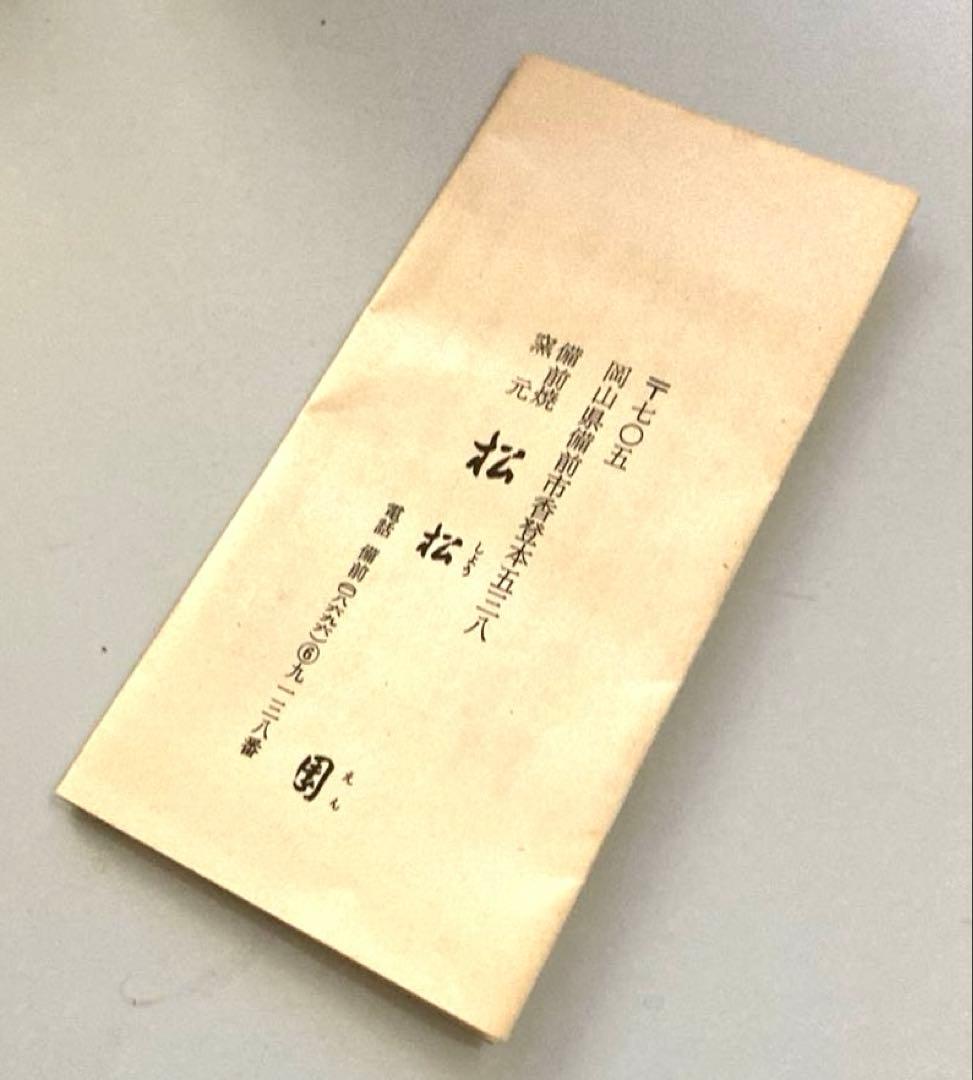 〒七〇五
岡山県備前市香登本五三八
備前焼
窯元
松松園
しょうえん
電話 備前(〇八六九六)⑥九一三八番